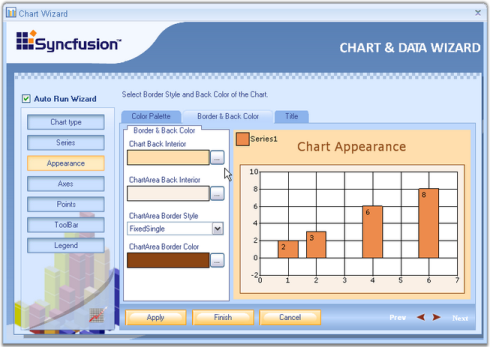 Chart Wizard
Syncfusion™
CHART & DATA WIZARD
Select Border Style and Back Color of the Chart.
Auto Run Wizard
Chart type
Series
Appearance
Axes
Points
ToolBar
Legend
Color Palette
Border & Back Color
Title
Border & Back Color
Chart Back Interior
...
ChartArea Back Interior
...
ChartArea Border Style
FixedSingle
ChartArea Border Color
...
Series1
Chart Appearance
10
8
6
4
2
0
-2
2
3
6
8
0 1 2 3 4 5 6 7
Apply
Finish
Cancel
Prev
Next